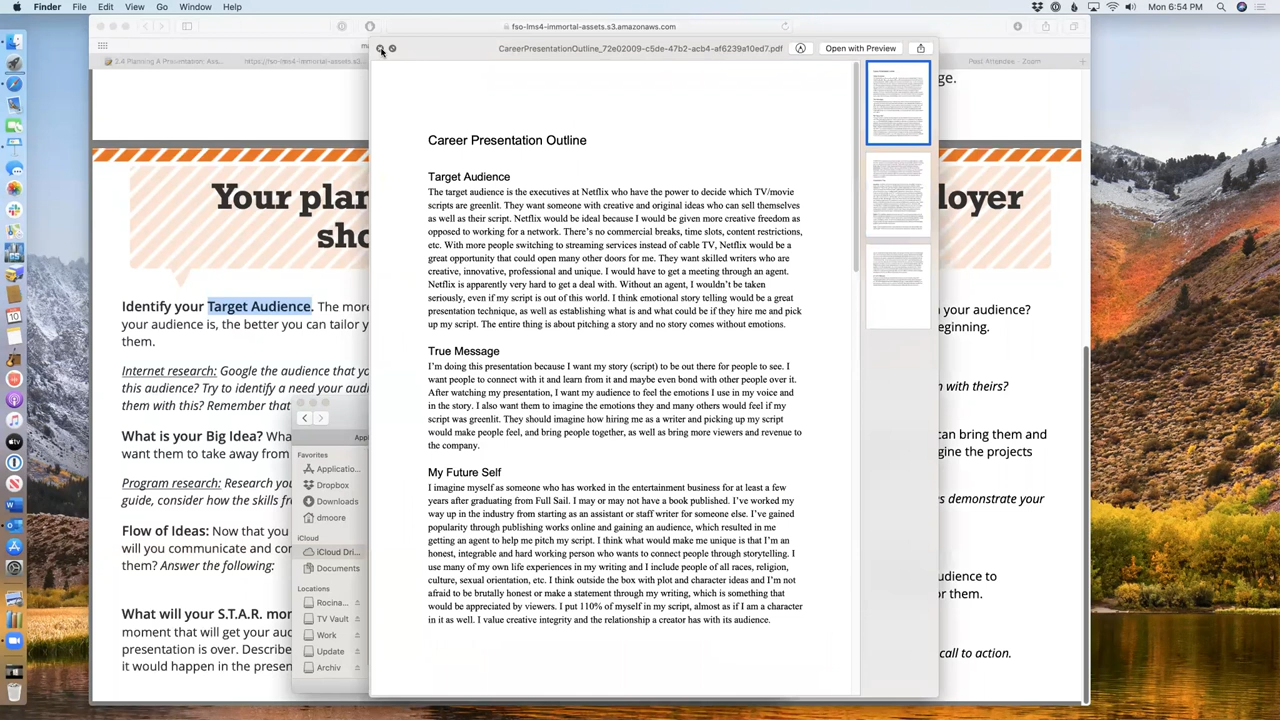 Finder File Edit View Go Window Help
Mon 6:54 PM
fso-lms4-immortal-assets.s3.amazonaws.com
CareerPresentationOutline_72e02009-c5de-47b2-acb4-af6239a10ed7.pdf
Open with Preview
2.4 Planning A Presentation: Ass...
https://fso-lms4-immortal-assets.s3...
Post Attendee - Zoom
ge.
Your plan
loyer
sho
Identify your Target Audience. The more
your audience is, the better you can tailor y
them.
Internet research: Google the audience that yo
this audience? Try to identify a need your audi
them with this? Remember that
What is your Big Idea? What
want them to take away from
Program research: Research you
guide, consider how the skills fr
Flow of Ideas: Now that you
will you communicate and con
them? Answer the following:
What will your S.T.A.R. mor
moment that will get your aud
presentation is over. Describe
it would happen in the presen
Appl
Favorites
Applicatio...
Dropbox
Downloads
dmoore
iCloud
iCloud Dri...
Documents
Locations
Rocina...
TV Vault
Work
Update
Archiv
Career Presentation Outline
Target Audience
The target audience is the executives at Netflix who have the power to decide which TV/movie
scripts are greenlit. They want someone with creative and original ideas who can sell themselves
as well as their script. Netflix would be ideal because I would be given more creative freedom as
opposed to working for a network. There's no commercial breaks, time slots, content restrictions,
etc. With more people switching to streaming services instead of cable TV, Netflix would be a
great opportunity that could open many other doors for me. They want skilled writers who are
creative, innovative, professional and unique. I would have to get a meeting through an agent.
Netflix is apparently very hard to get a deal with. Without an agent, I wouldn't be taken
seriously, even if my script is out of this world. I think emotional story telling would be a great
presentation technique, as well as establishing what is and what could be if they hire me and pick
up my script. The entire thing is about pitching a story and no story comes without emotions.
True Message
I'm doing this presentation because I want my story (script) to be out there for people to see. I
want people to connect with it and learn from it and maybe even bond with other people over it.
After watching my presentation, I want my audience to feel the emotions I use in my voice and
in the story. I also want them to imagine the emotions they and many others would feel if my
script was greenlit. They should imagine how hiring me as a writer and picking up my script
would make people feel, and bring people together, as well as bring more viewers and revenue to
the company.
My Future Self
I imagine myself as someone who has worked in the entertainment business for at least a few
years after graduating from Full Sail. I may or may not have a book published. I've worked my
way up in the industry from starting as an assistant or staff writer for someone else. I've gained
popularity through publishing works online and gaining an audience, which resulted in me
getting an agent to help me pitch my script. I think what would make me unique is that I'm an
honest, integrable and hard working person who wants to connect people through storytelling. I
use many of my own life experiences in my writing and I include people of all races, religion,
culture, sexual orientation, etc. I think outside the box with plot and character ideas and I'm not
afraid to be brutally honest or make a statement through my writing, which is something that
would be appreciated by viewers. I put 110% of myself in my script, almost as if I am a character
in it as well. I value creative integrity and the relationship a creator has with its audience.
your audience?
eginning.
n with theirs?
can bring them and
gine the projects
s demonstrate your
udience to
or them.
call to action.